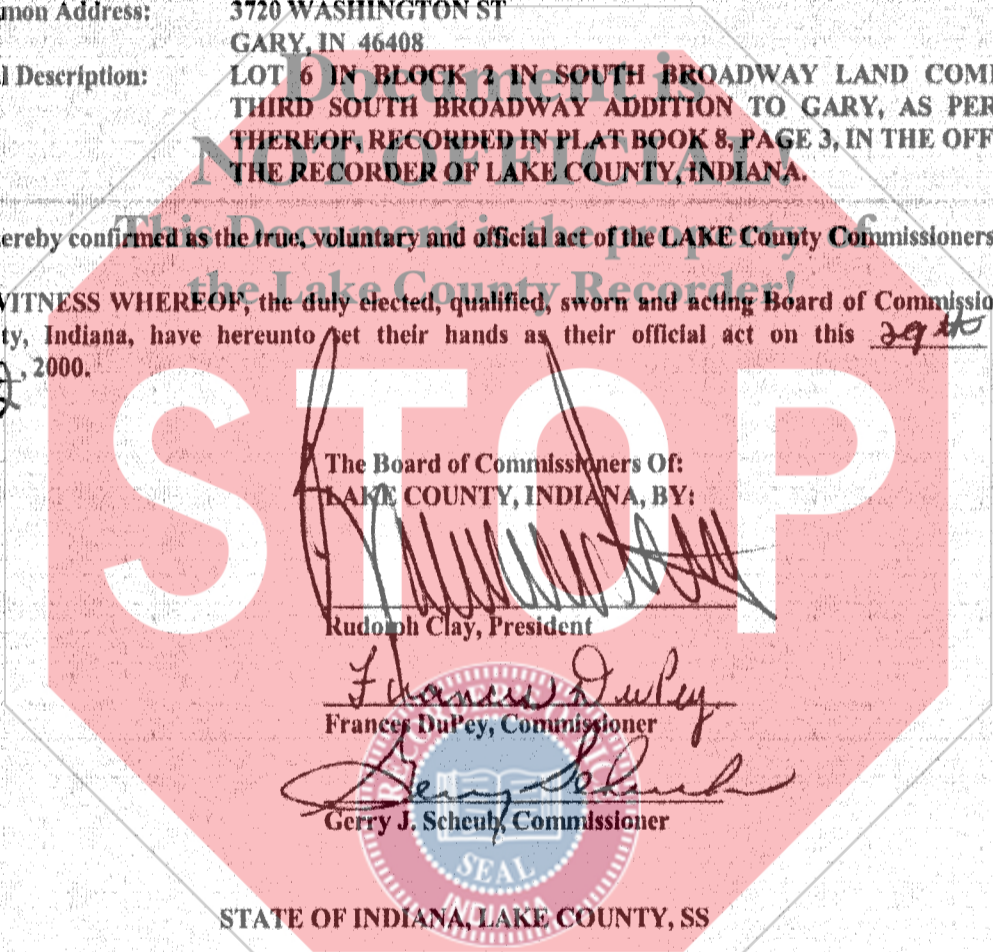 mon Address: 3720 WASHINGTON ST
GARY, IN 46408
l Description: LOT 6 IN BLOCK 2 IN SOUTH BROADWAY LAND COM
THIRD SOUTH BROADWAY ADDITION TO GARY, AS PER
THEREOF, RECORDED IN PLAT BOOK 8, PAGE 3, IN THE OFF
THE RECORDER OF LAKE COUNTY, INDIANA.
Document is
NOT OFFICIAL!
This Document is the property of
the Lake County Recorder!
ereby confirmed as the true, voluntary and official act of the LAKE County Commissioners
WITNESS WHEREOF, the duly elected, qualified, sworn and acting Board of Commissio
ty, Indiana, have hereunto set their hands as their official act on this 29th
, 2000.
STOP
The Board of Commissioners Of:
LAKE COUNTY, INDIANA, BY:
Rudolph Clay, President
Frances DuPey
Frances DuPey, Commissioner
Gerry Scheub
Gerry J. Scheub, Commissioner
SEAL
INDIANA
STATE OF INDIANA, LAKE COUNTY, SS